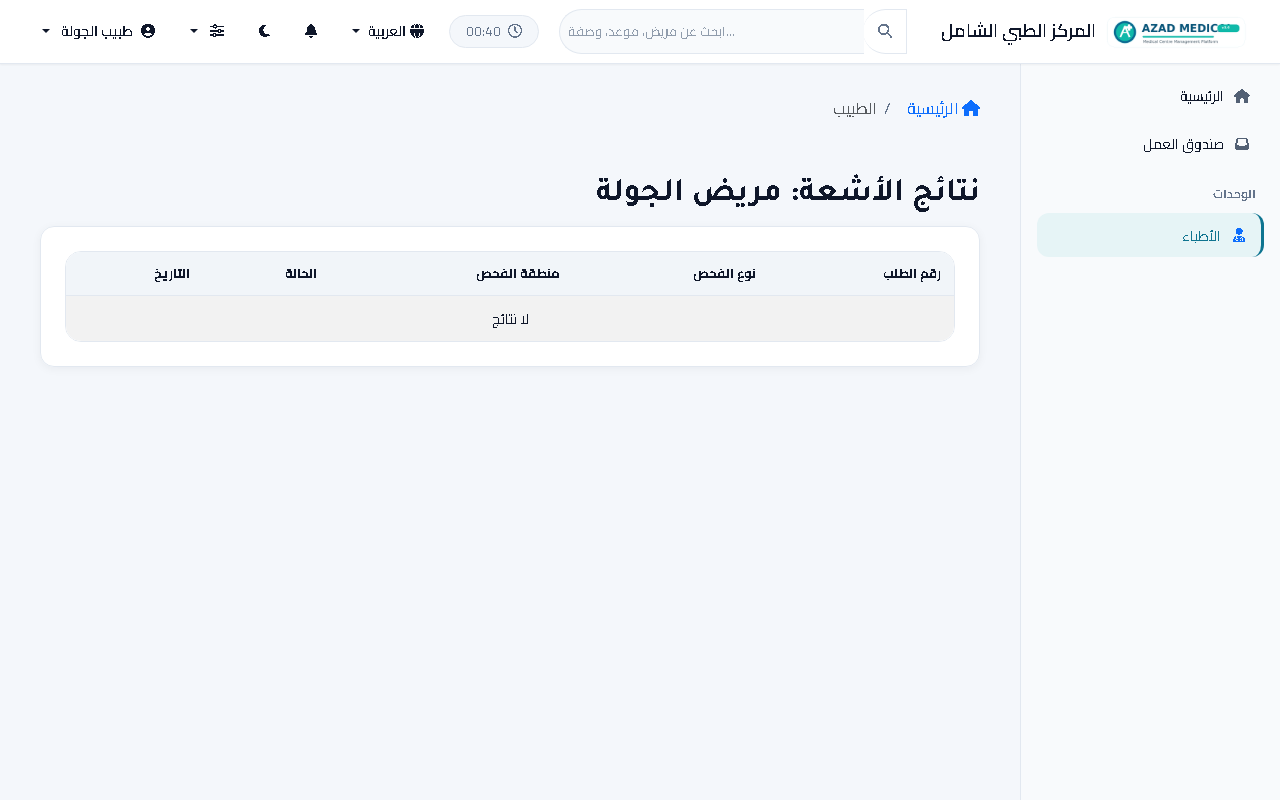 AZAD MEDIC
Medical Centre Management Platform
المركز الطبي الشامل
ابحث عن مريض، موعد، وصفة...
00:40
العربية
طبيب الجولة
الرئيسية
صندوق العمل
الوحدات
الأطباء
الرئيسية / الطبيب
نتائج الأشعة: مريض الجولة
رقم الطلب نوع الفحص منطقة الفحص الحالة التاريخ
لا نتائج